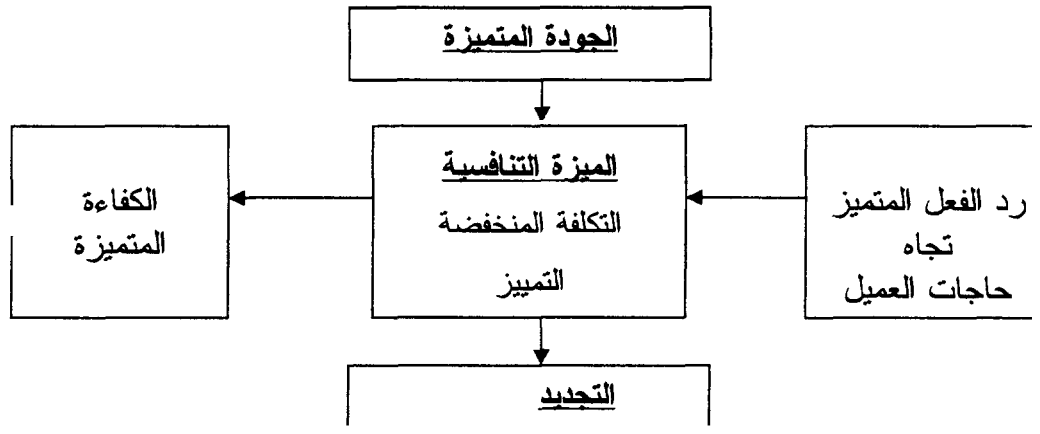 الجودة المتميزة
رد الفعل المتميز
تجاه
حاجات العميل
الميزة التنافسية
التكلفة المنخفضة
التمييز
الكفاءة
المتميزة
التجديد